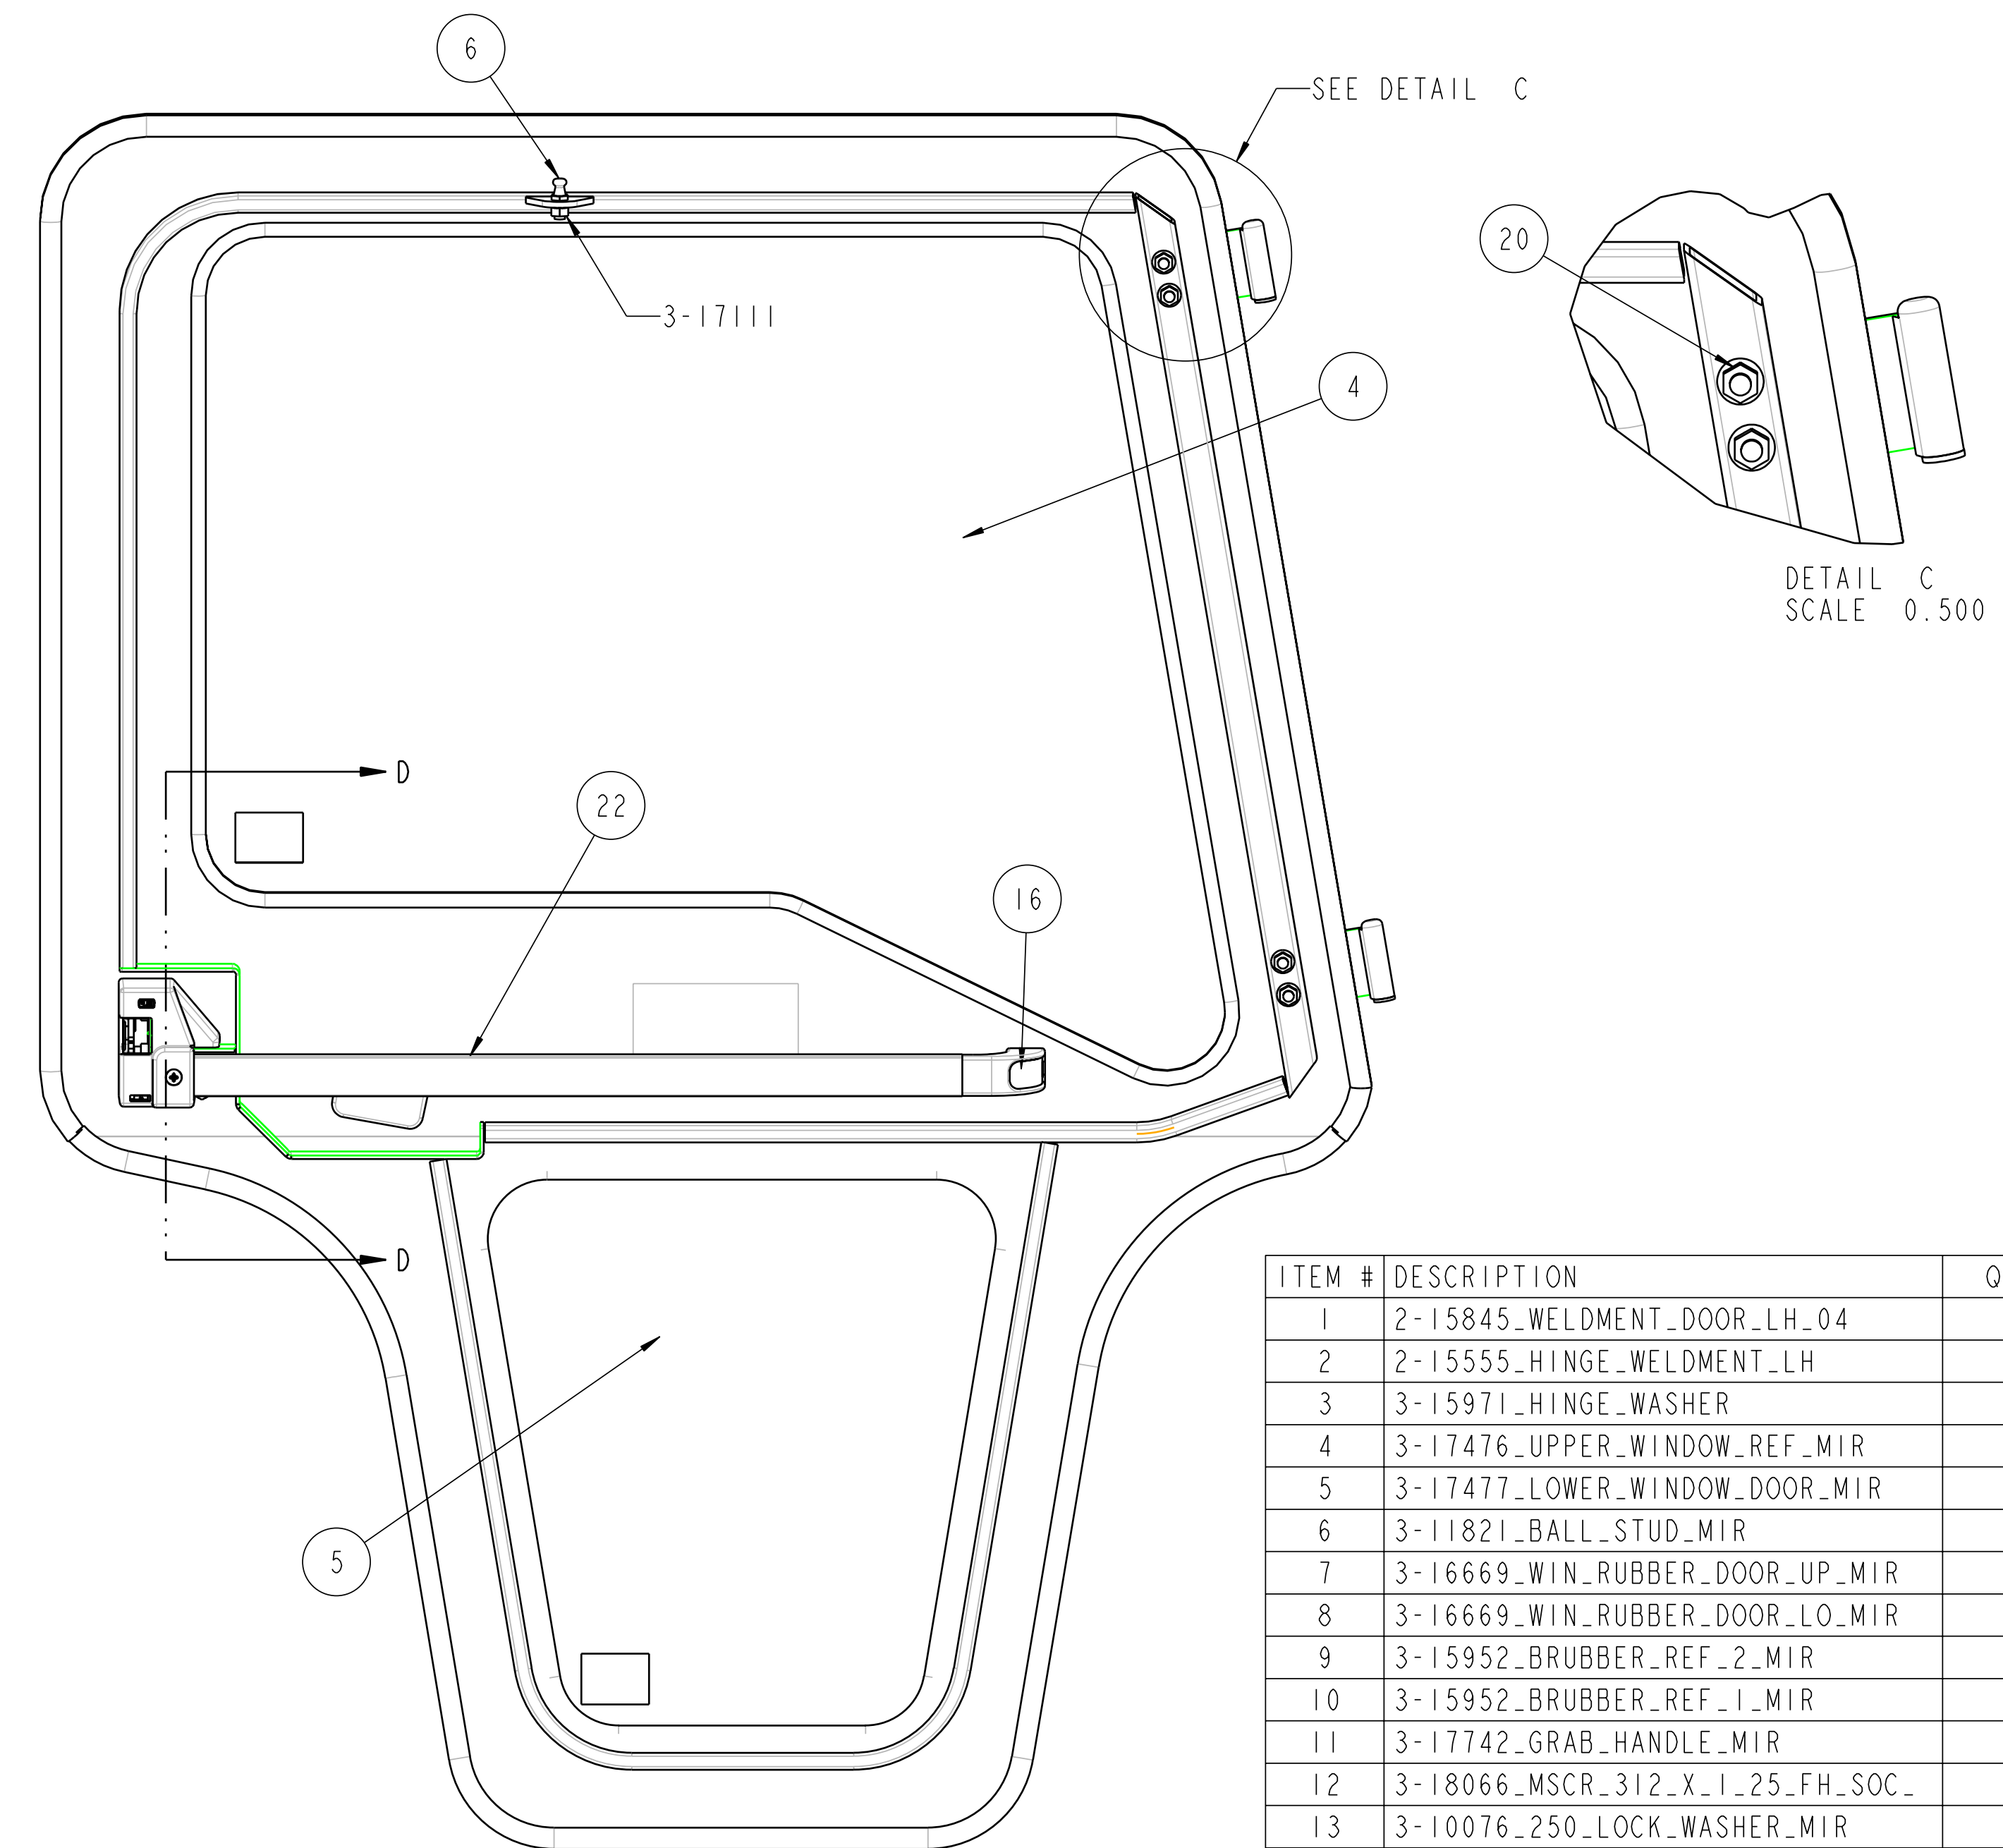 6
SEE DETAIL C
20
3-17111
4
DETAIL C
SCALE 0.500
D
22
16
D
5
ITEM # DESCRIPTION Q
1 2-15845_WELDMENT_DOOR_LH_04
2 2-15555_HINGE_WELDMENT_LH
3 3-15971_HINGE_WASHER
4 3-17476_UPPER_WINDOW_REF_MIR
5 3-17477_LOWER_WINDOW_DOOR_MIR
6 3-11821_BALL_STUD_MIR
7 3-16669_WIN_RUBBER_DOOR_UP_MIR
8 3-16669_WIN_RUBBER_DOOR_LO_MIR
9 3-15952_BRUBBER_REF_2_MIR
10 3-15952_BRUBBER_REF_1_MIR
11 3-17742_GRAB_HANDLE_MIR
12 3-18066_MSCR_312_X_1_25_FH_SOC_
13 3-10076_250_LOCK_WASHER_MIR